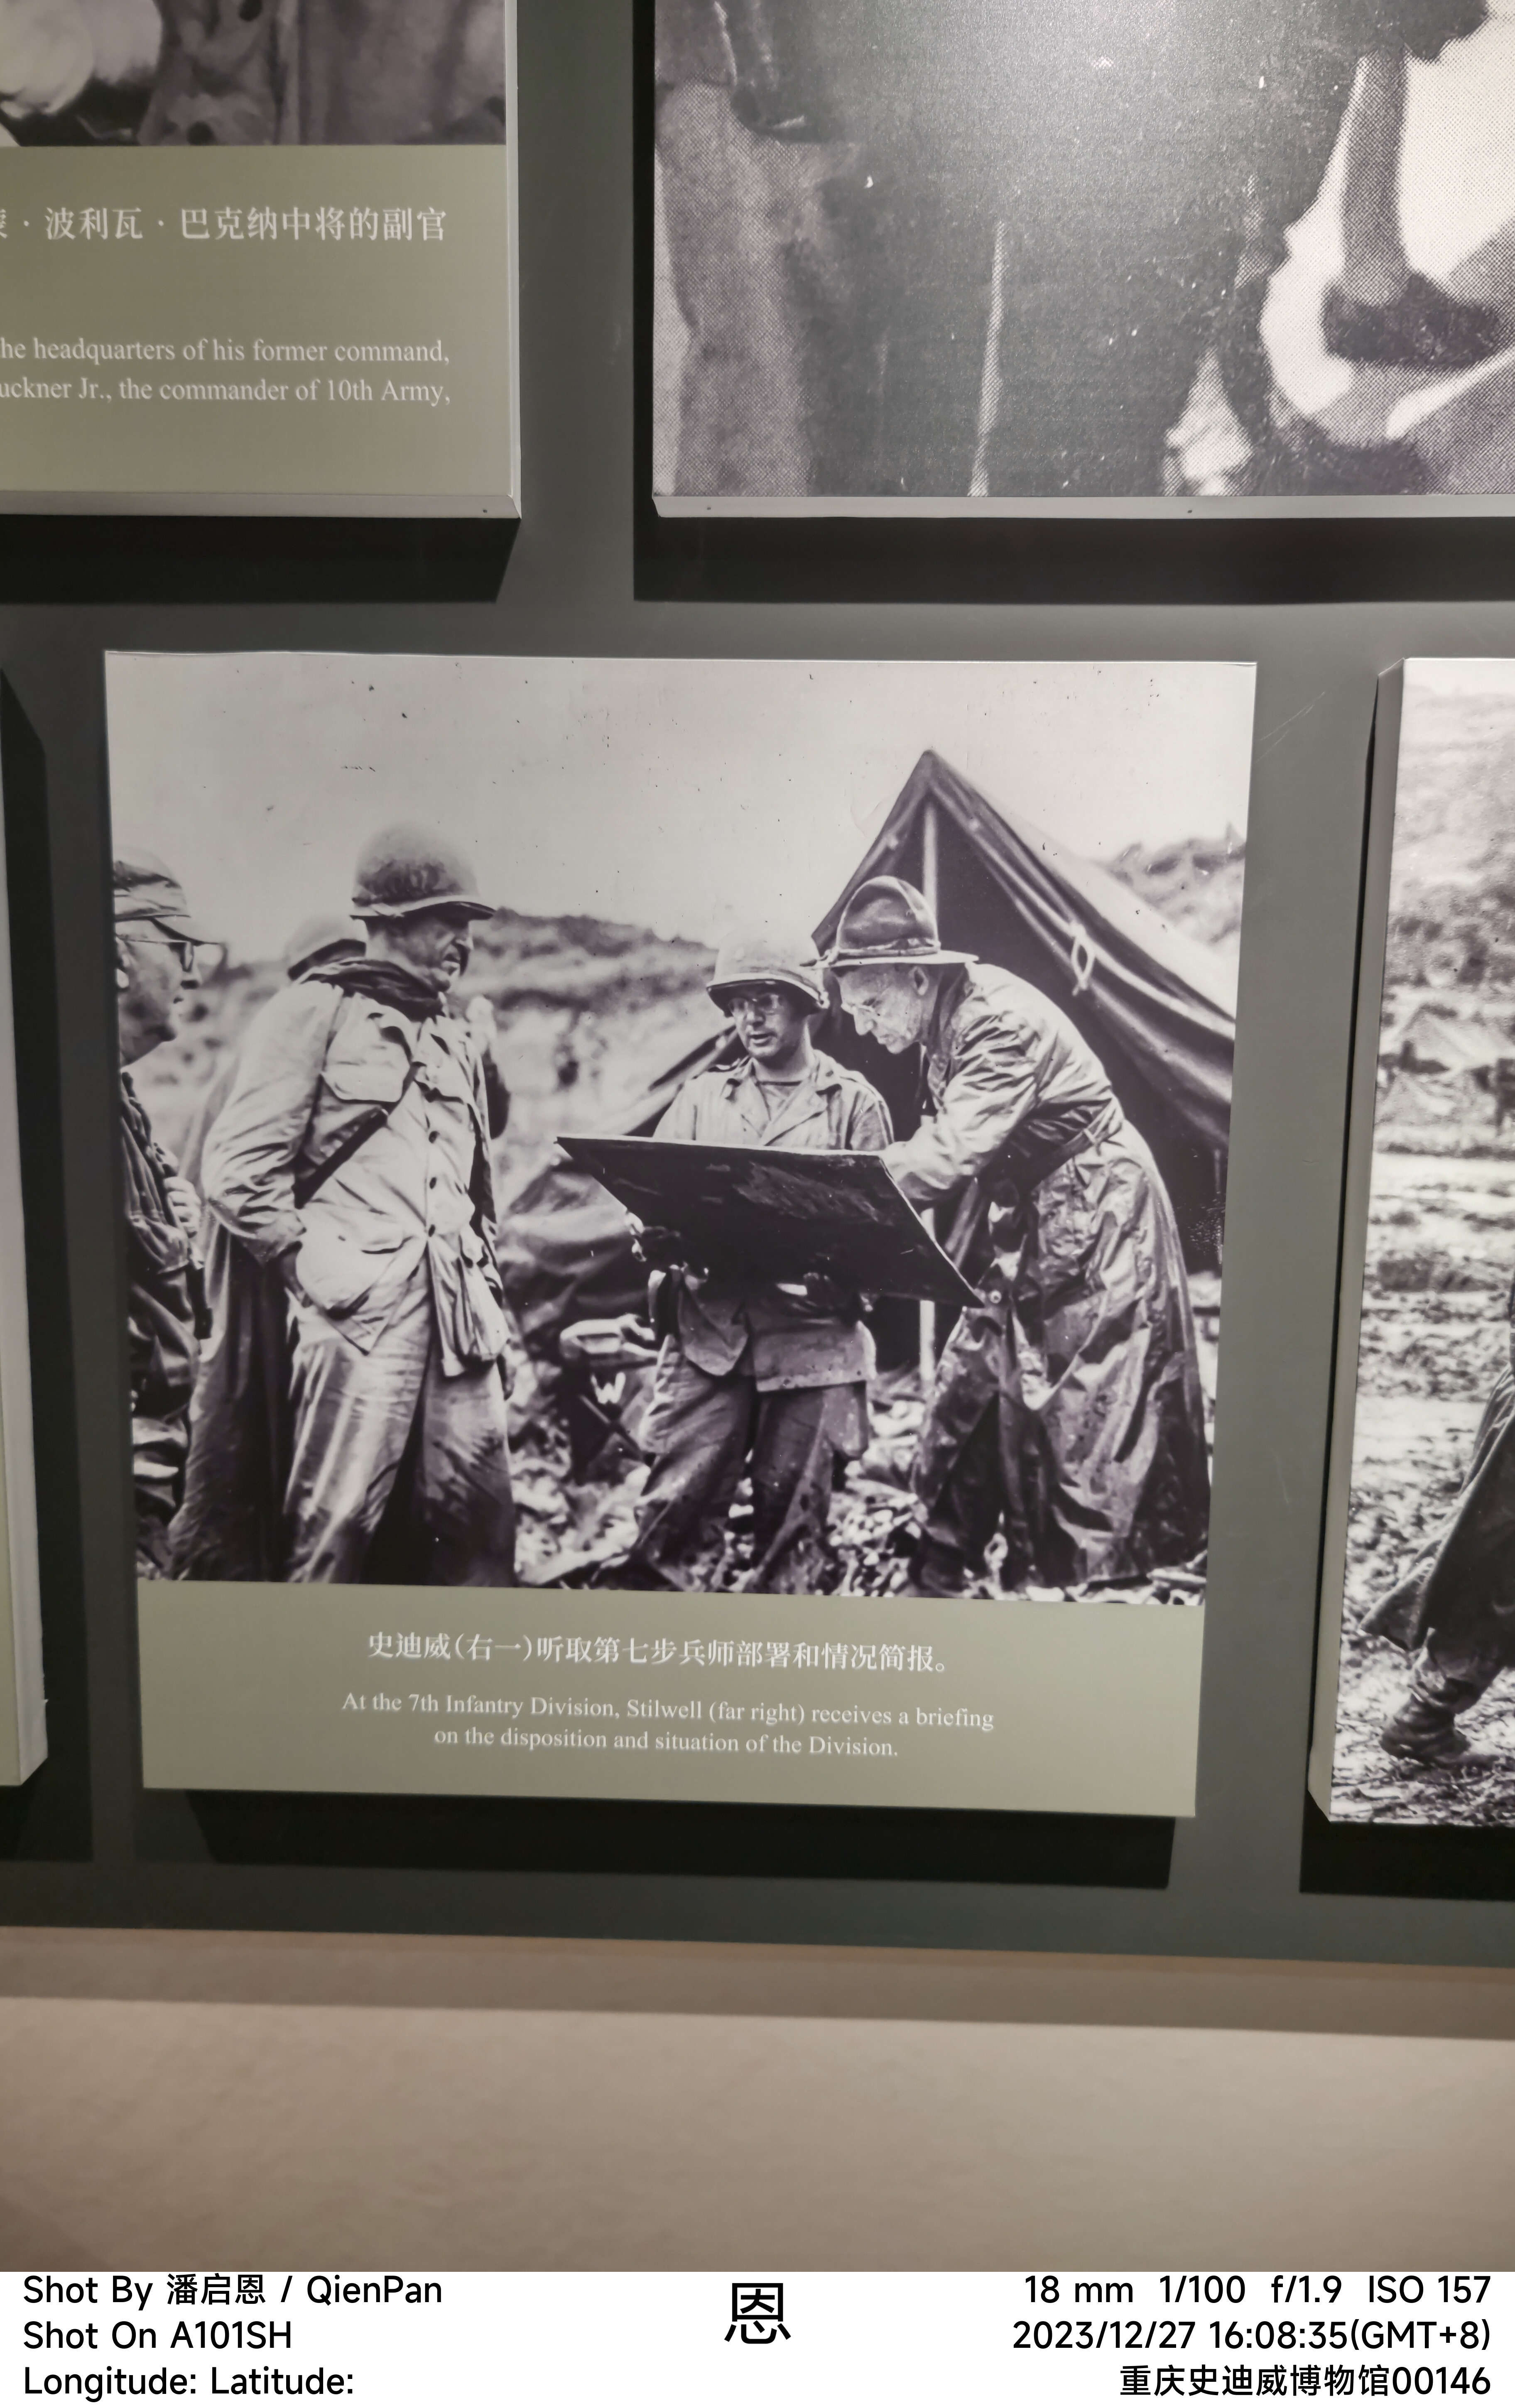 · 波利瓦 · 巴克纳中将的副官
he headquarters of his former command,
uckner Jr., the commander of 10th Army,
史迪威(右一)听取第七步兵师部署和情况简报。
At the 7th Infantry Division, Stilwell (far right) receives a briefing
on the disposition and situation of the Division.
Shot By 潘启恩 / QienPan
Shot On A101SH
Longitude: Latitude:
恩
18 mm 1/100 f/1.9 ISO 157
2023/12/27 16:08:35(GMT+8)
重庆史迪威博物馆00146